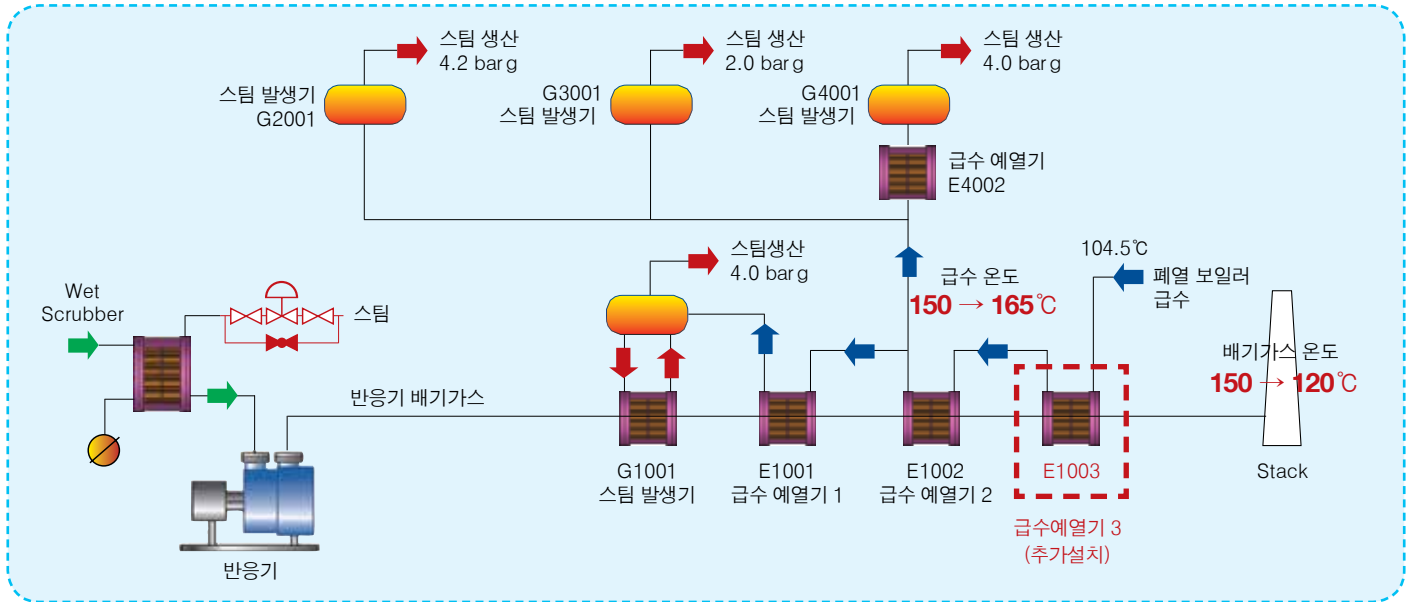 스팀 생산
4.2 bar g
스팀 발생기
G2001
스팀 생산
2.0 bar g
G3001
스팀 발생기
스팀 생산
4.0 bar g
G4001
스팀 발생기
급수 예열기
E4002
스팀생산
4.0 bar g
급수 온도
150 → 165℃
104.5℃
폐열 보일러
급수
Wet
Scrubber
스팀
배기가스 온도
150 → 120℃
반응기 배기가스
G1001
스팀 발생기
E1001
급수 예열기 1
E1002
급수 예열기 2
E1003
급수예열기 3
(추가설치)
Stack
반응기